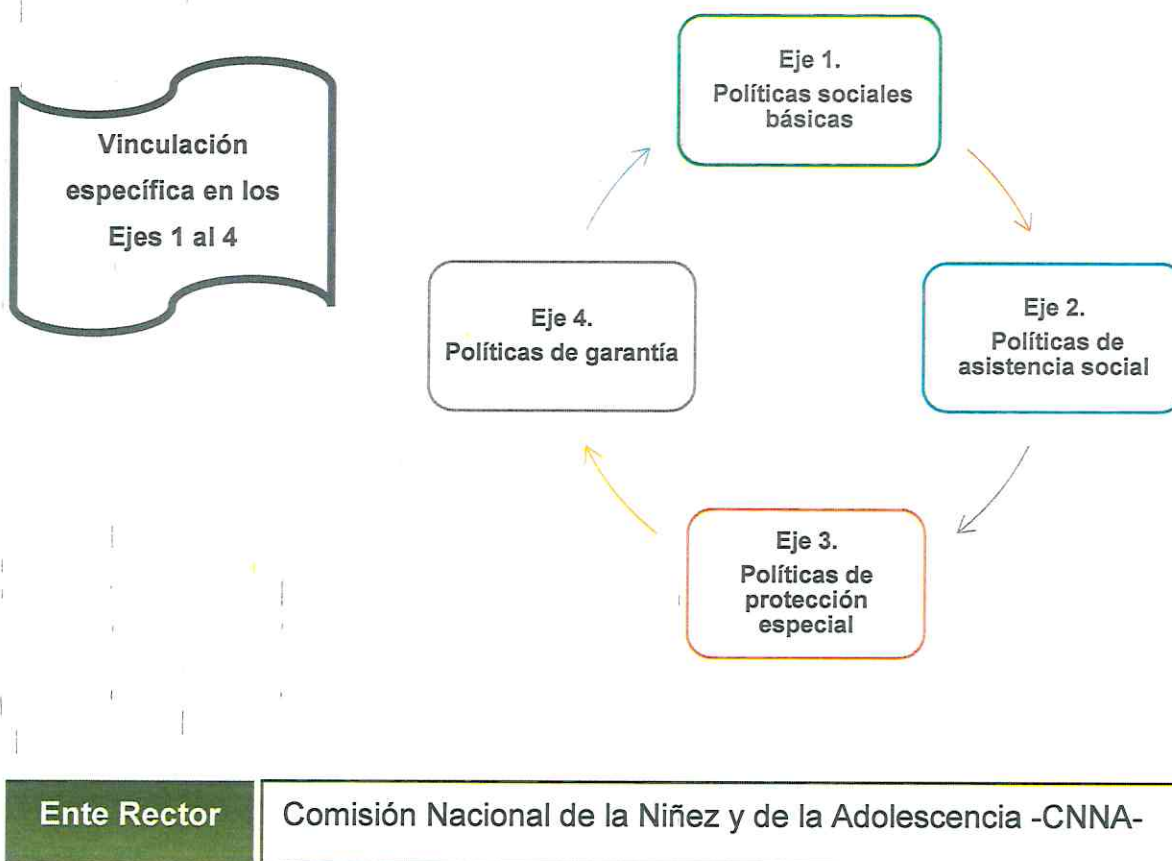 Vinculación
específica en los
Ejes 1 al 4
Eje 1.
Políticas sociales
básicas
Eje 2.
Políticas de
asistencia social
Eje 3.
Políticas de
protección
especial
Eje 4.
Políticas de garantía
Ente Rector
Comisión Nacional de la Niñez y de la Adolescencia -CNNA-